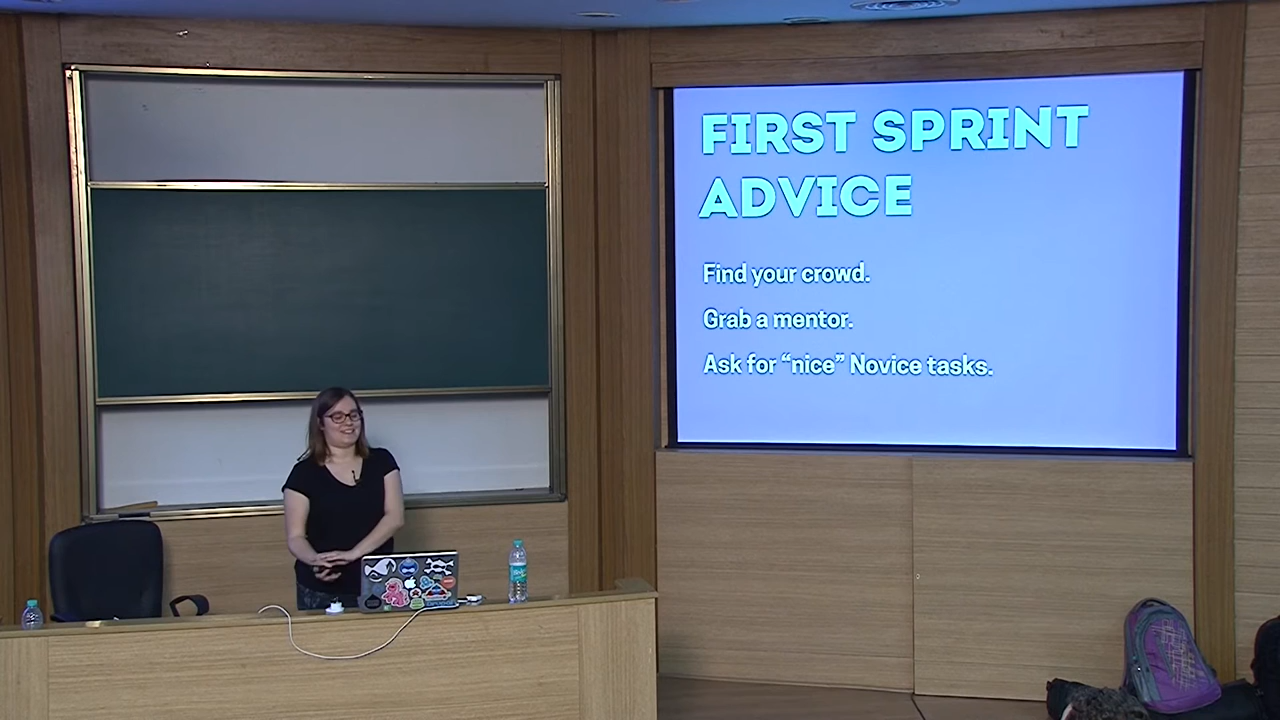 FIRST SPRINT
ADVICE
Find your crowd.
Grab a mentor.
Ask for “nice” Novice tasks.